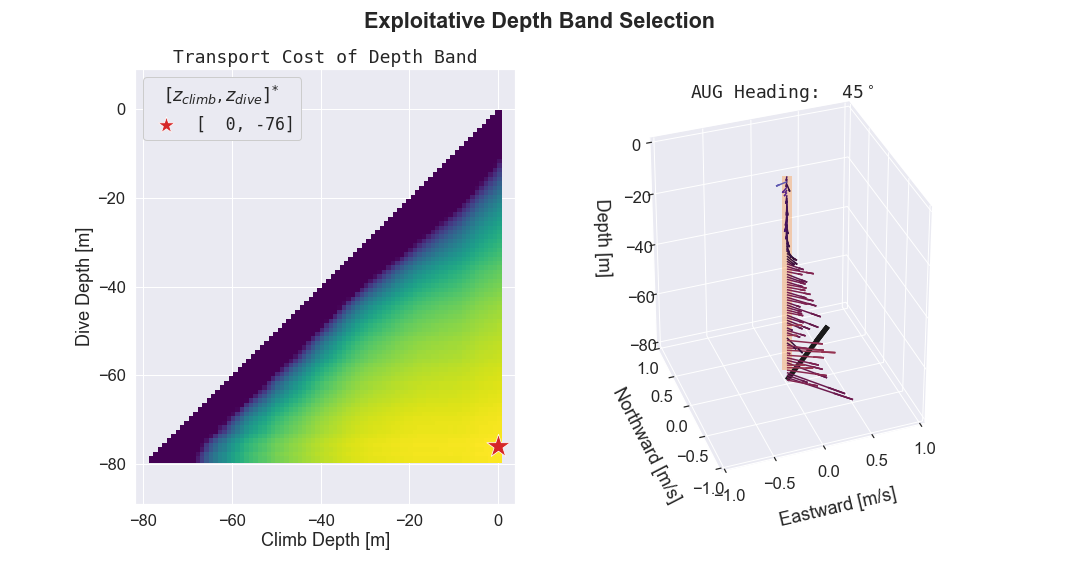 Exploitative Depth Band Selection
Transport Cost of Depth Band
[z_climb, z_dive]*
[  0, -76]
0
−20
−40
−60
−80
Dive Depth [m]
−80
−60
−40
−20
0
Climb Depth [m]
AUG Heading:  45°
0
−20
−40
−60
−80
Depth [m]
1.0
0.5
0.0
−0.5
−1.0
Northward [m/s]
−1.0
−0.5
0.0
0.5
1.0
Eastward [m/s]